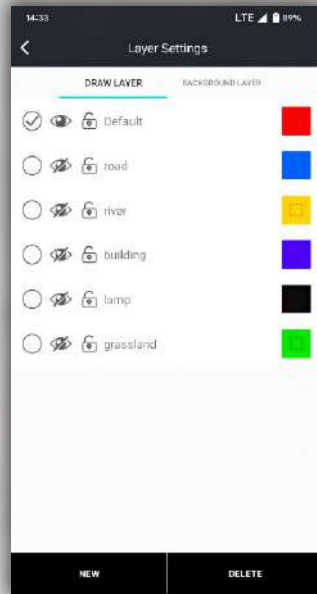 14:33 LTE 89%
Layer Settings
DRAW LAYER BACKGROUND LAYER
Default
road
river
building
lamp
grassland
NEW DELETE